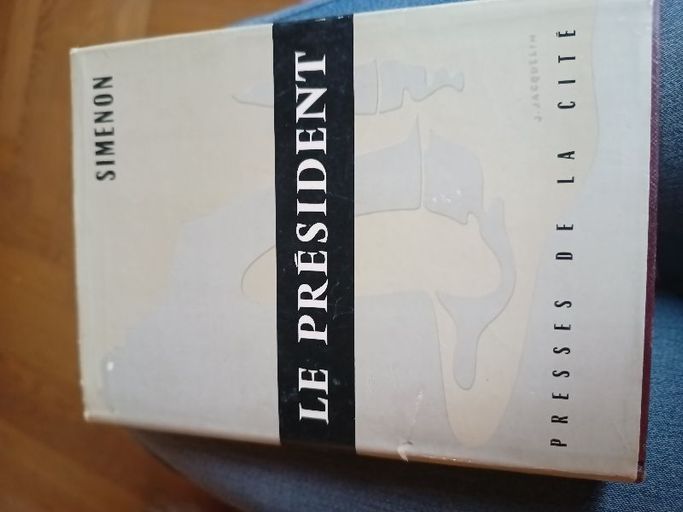 SIMENON
LE PRÉSIDENT
J. JACQUELIN
PRESSES DE LA CITÉ